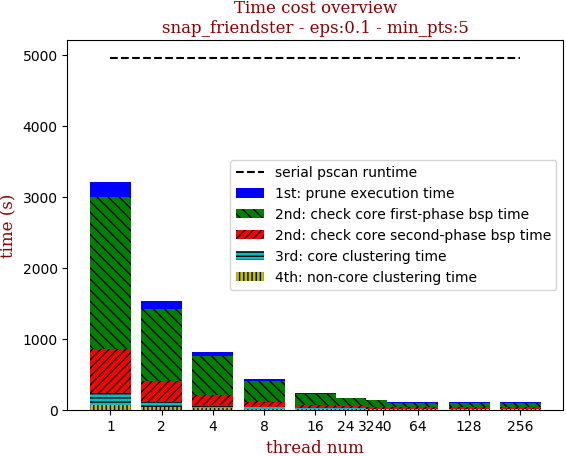 Time cost overview
snap_friendster - eps:0.1 - min_pts:5
5000
4000
3000
2000
1000
0
time (s)
serial pscan runtime
1st: prune execution time
2nd: check core first-phase bsp time
2nd: check core second-phase bsp time
3rd: core clustering time
4th: non-core clustering time
1 2 4 8 16 24 32 40 64 128 256
thread num